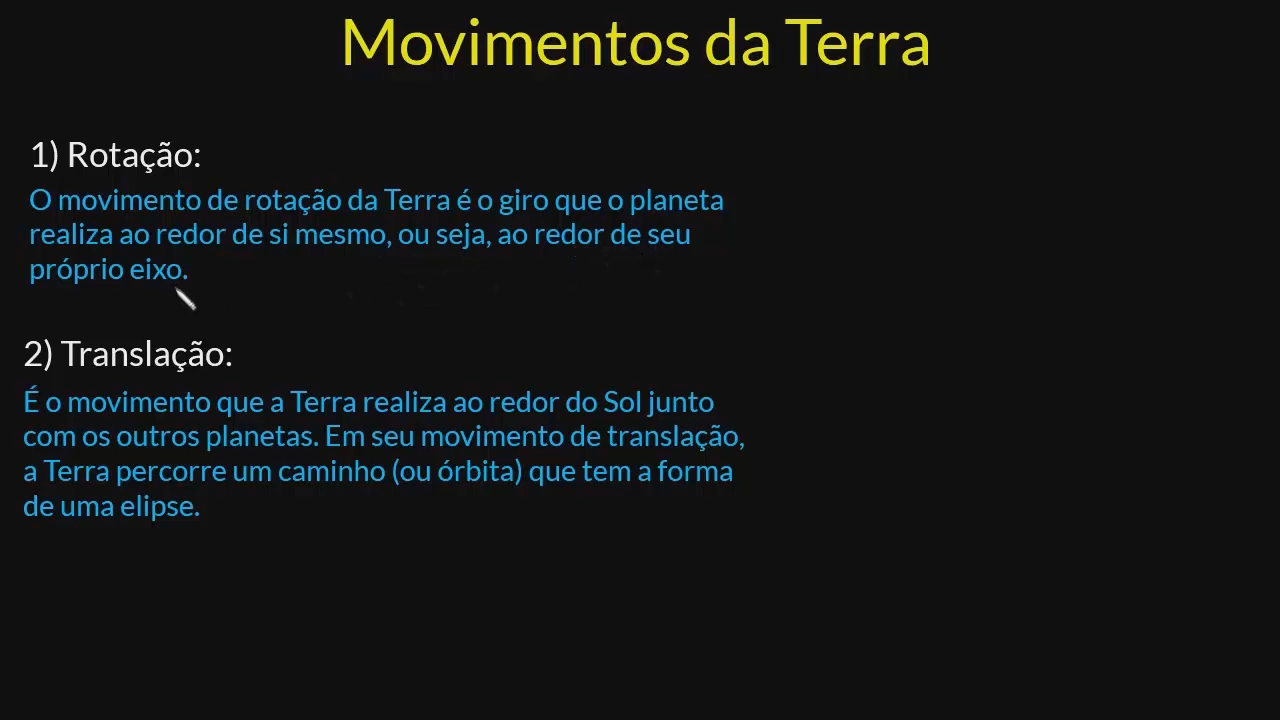 Movimentos da Terra
1) Rotação:
O movimento de rotação da Terra é o giro que o planeta
realiza ao redor de si mesmo, ou seja, ao redor de seu
próprio eixo.
2) Translação:
É o movimento que a Terra realiza ao redor do Sol junto
com os outros planetas. Em seu movimento de translação,
a Terra percorre um caminho (ou órbita) que tem a forma
de uma elipse.